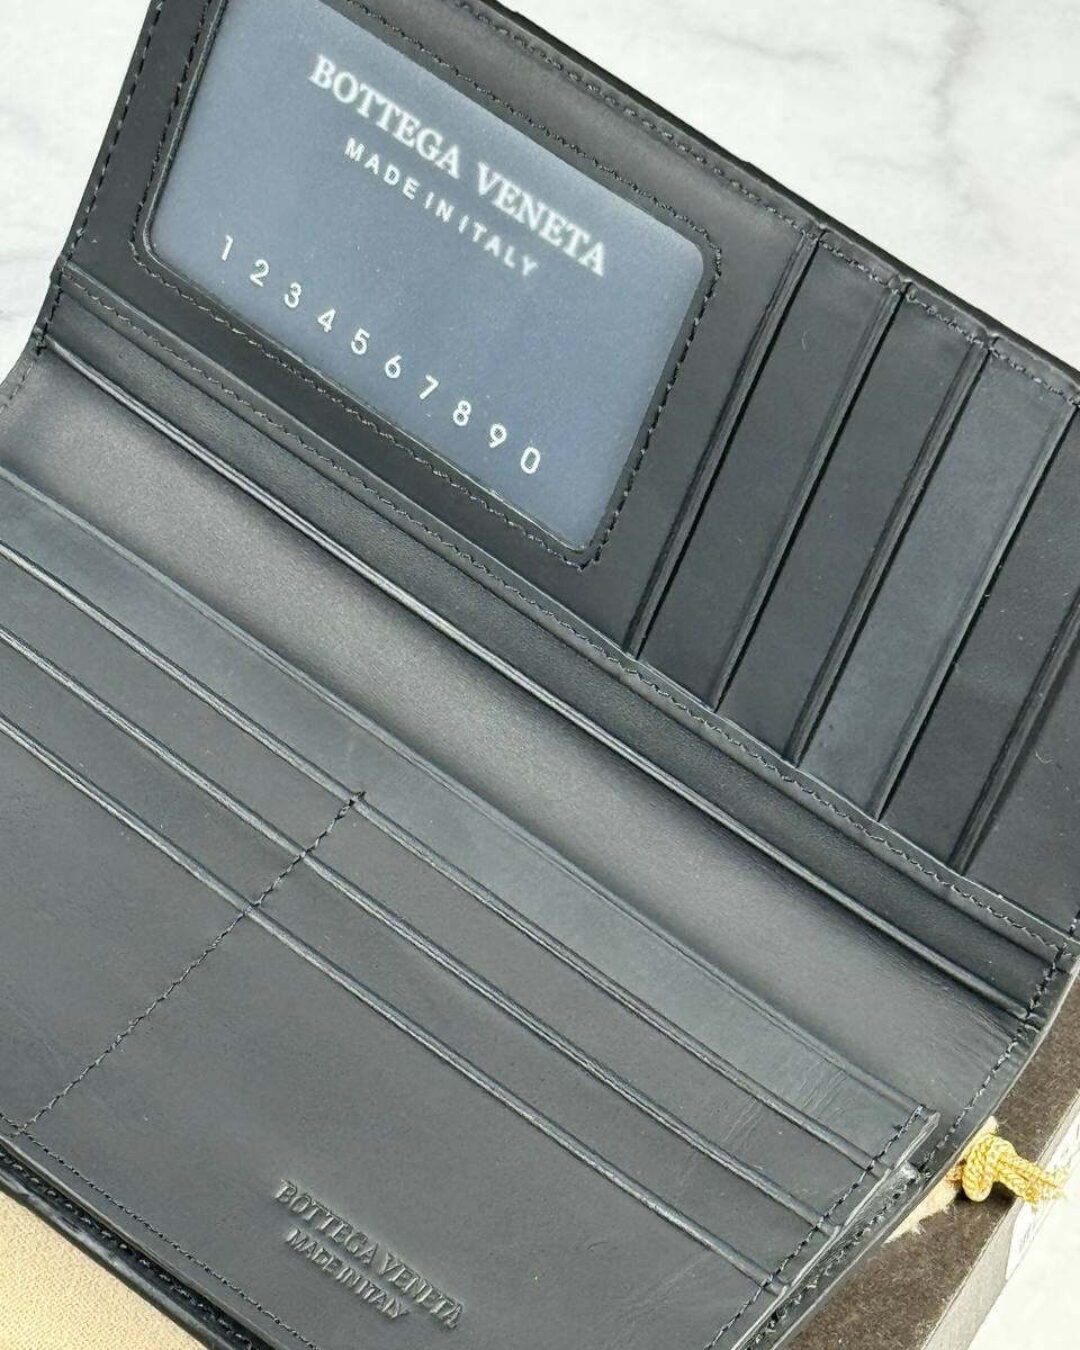 BOTTEGA VENETA
MADE IN ITALY
1 2 3 4 5 6 7 8 9 0
BOTTEGA VENETA
MADE IN ITALY